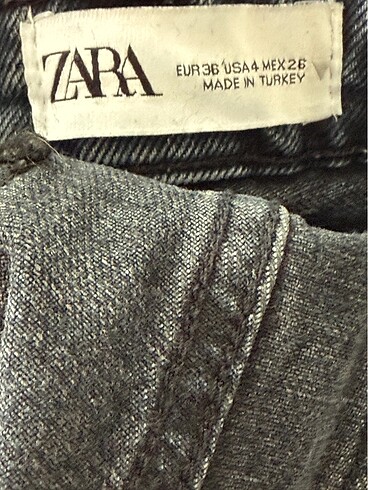 ZARA
EUR 36 USA 4 MEX 26
MADE IN TURKEY